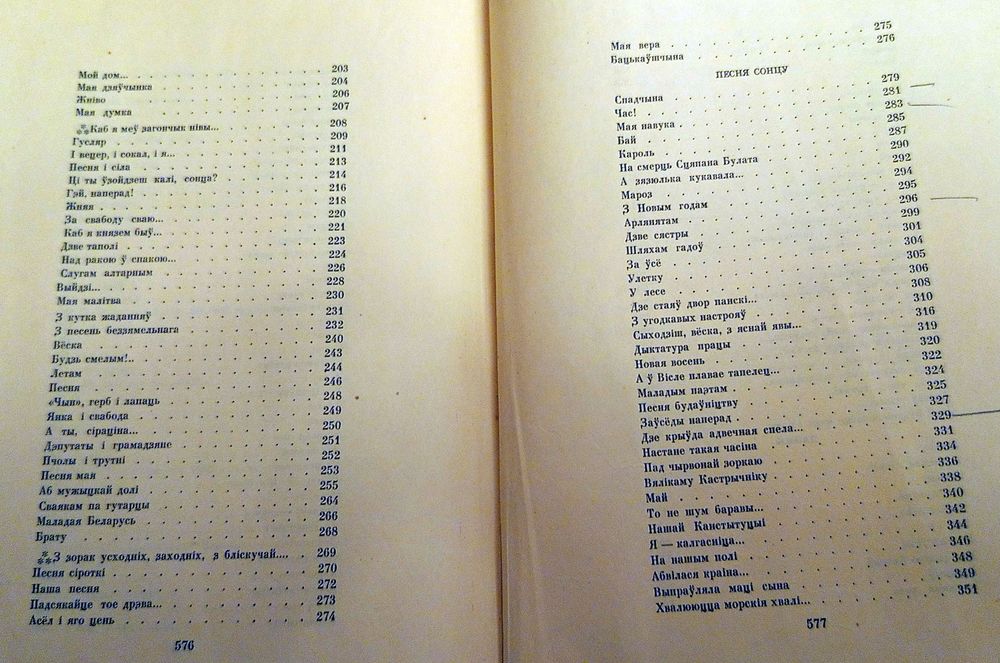 Мой дом... 203
Мая дзяўчынка 204
Жніво 206
Мая думка 207
⁂Каб я меў загончык нівы... 208
Гусляр 209
І вецер, і сокал, і я... 211
Песня і сіла 213
Ці ты ўзойдзеш калі, сонца? 214
Гэй, наперад! 216
Жняя 218
За свабоду сваю... 220
Каб я князем быў... 221
Дзве таполі 223
Над ракою ў спакою... 224
Слугам алтарным 226
Выйдзі... 228
Мая малітва 230
З кутка жаданняў 231
З песень беззямельнага 232
Вёска 240
Будзь смелым!.. 243
Летам 244
Песня 246
«Чын», герб і лапаць 248
Янка і свабода 249
А ты, сіраціна... 250
Дэпутаты і грамадзяне 251
Пчолы і трутні 252
Песня мая 253
Аб мужыцкай долі 255
Сваякам па гутарцы 264
Маладая Беларусь 266
Брату 268
⁂З зорак усходніх, заходніх, з бліскучай.... 269
Песня сіроткі 270
Наша песня 272
Падсякайце тое дрэва... 273
Асёл і яго цень 274
576
Мая вера 275
Бацькаўшчына 276
ПЕСНЯ СОНЦУ
Спадчына 279
Час! 281
Мая навука 283
Бай 285
Кароль 287
На смерць Сцяпана Булата 290
А зязюлька кукавала... 292
Мароз 294
З Новым годам 295
Арлянятам 296
Дзве сястры 299
Шляхам гадоў 301
За ўсё 304
Улетку 305
У лесе 306
Дзе стаяў двор панскі... 308
З угодкавых настрояў 310
Сыходзіш, вёска, з яснай явы... 316
Дыктатура працы 319
Новая восень 320
А ў Вісле плавае тапелец... 322
Маладым паэтам 324
Песня будаўніцтву 325
Заўсёды наперад 327
Дзе крыўда адвечная спела... 329
Настане такая часіна 331
Пад чырвонай зоркаю 334
Вялікаму Кастрычніку 336
Май 338
То не шум баравы... 340
Нашай Канстытуцыі 342
Я — калгасніца... 344
На нашым полі 346
Абвілася краіна... 348
Выпраўляла маці сына 349
Хвалююцца морскія хвалі... 351
577